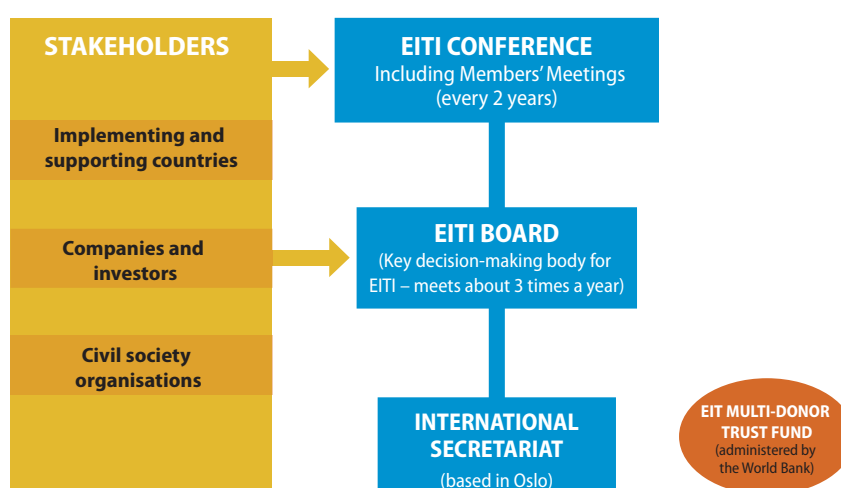 STAKEHOLDERS
Implementing and
supporting countries
Companies and
investors
Civil society
organisations
EITI CONFERENCE
Including Members’ Meetings
(every 2 years)
EITI BOARD
(Key decision-making body for
EITI – meets about 3 times a year)
INTERNATIONAL
SECRETARIAT
(based in Oslo)
EIT MULTI-DONOR
TRUST FUND
(administered by
the World Bank)